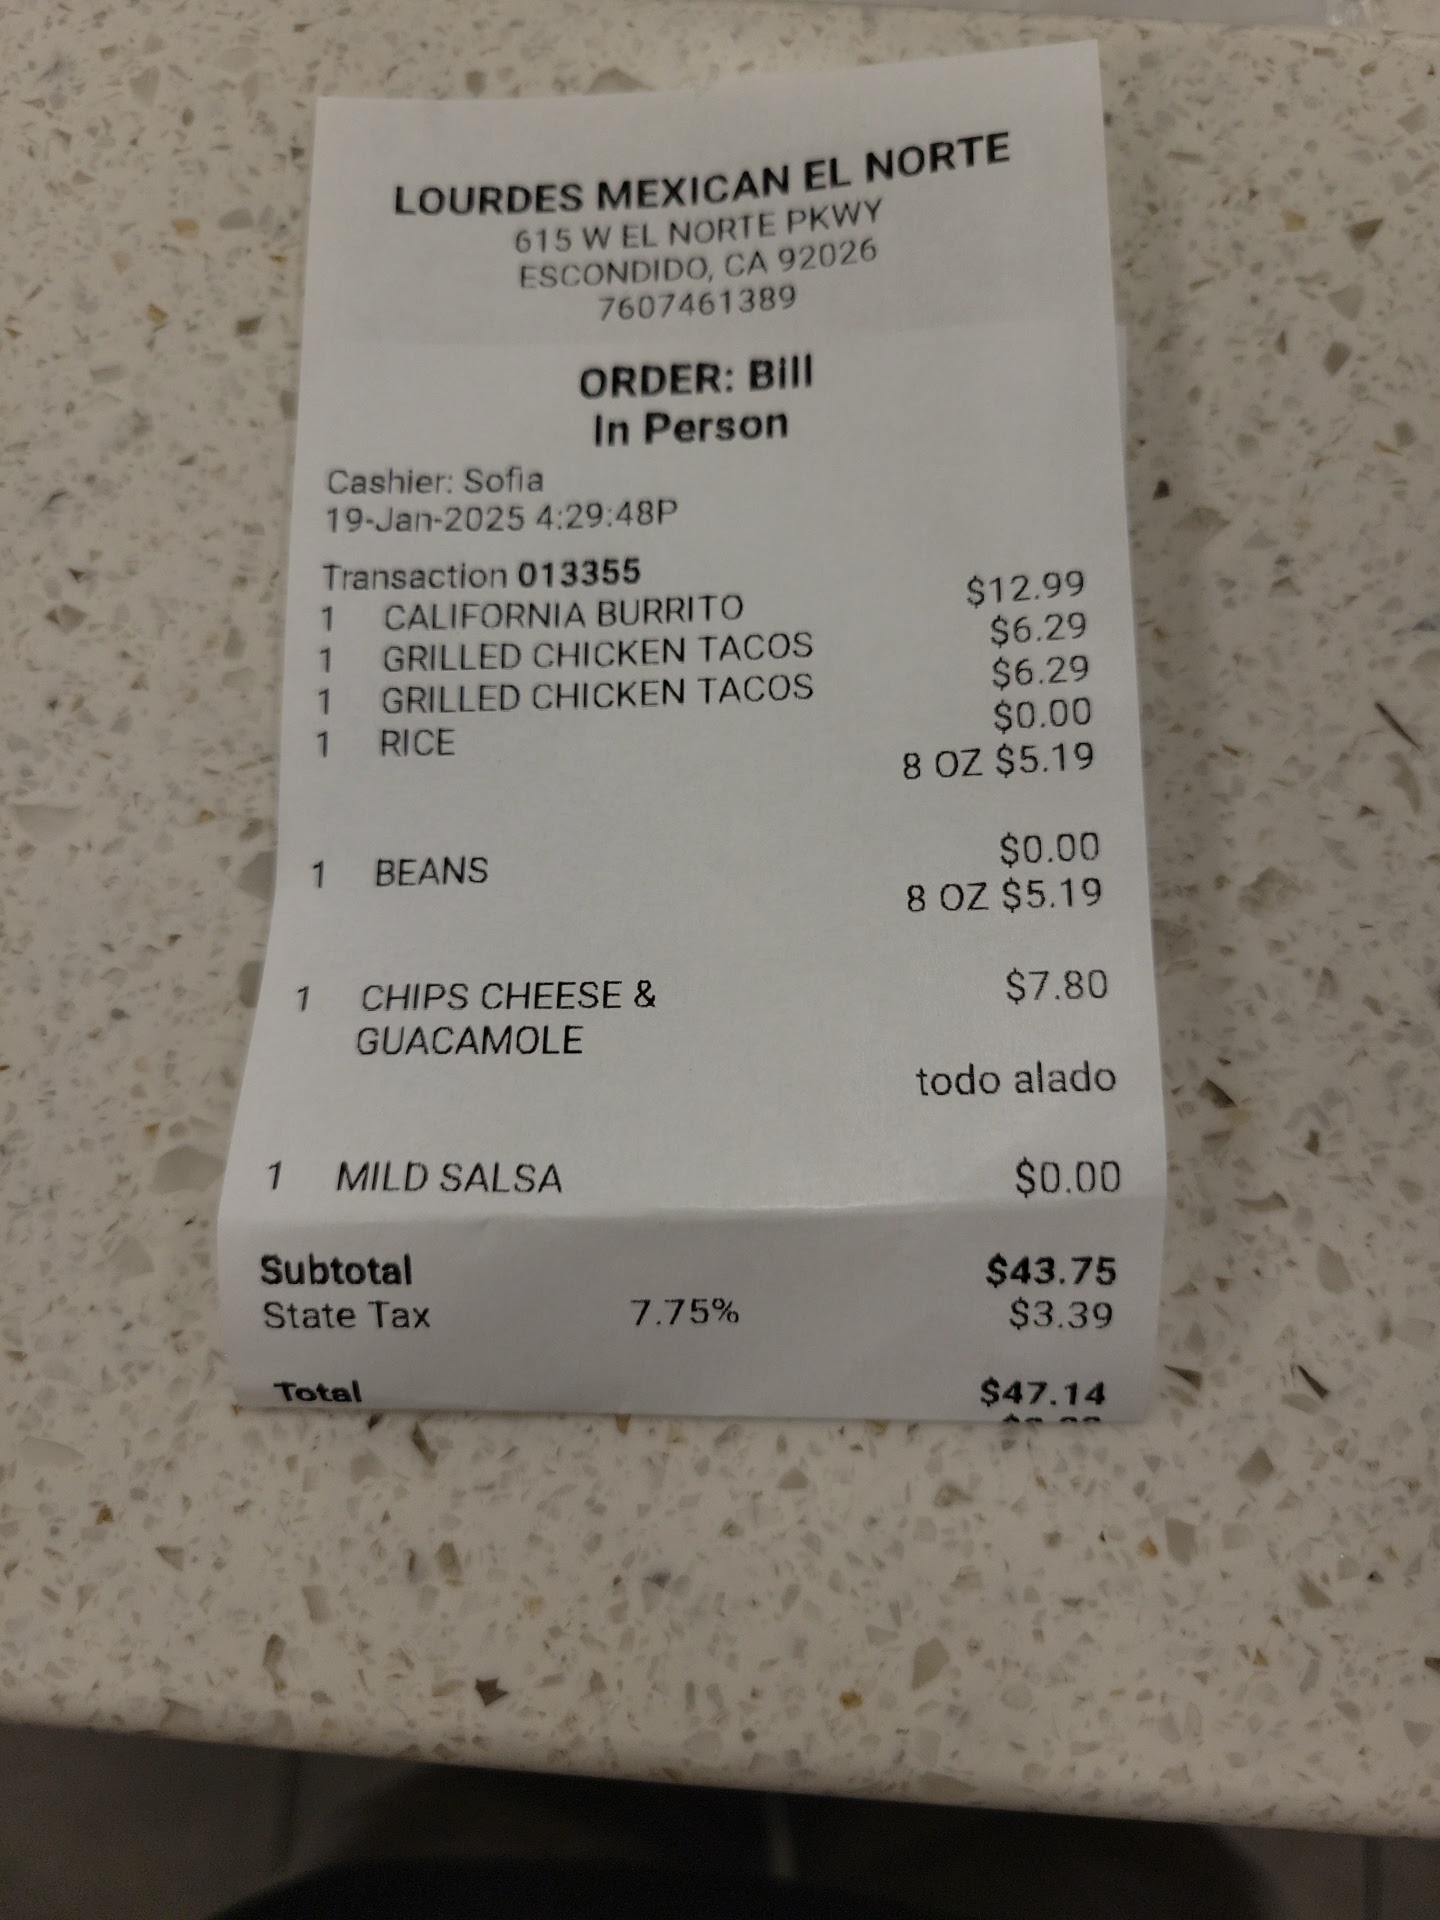 LOURDES MEXICAN EL NORTE
615 W EL NORTE PKWY
ESCONDIDO, CA 92026
7607461389
ORDER: Bill
In Person
Cashier: Sofia
19-Jan-2025 4:29:48P
Transaction 013355
1 CALIFORNIA BURRITO $12.99
1 GRILLED CHICKEN TACOS $6.29
1 GRILLED CHICKEN TACOS $6.29
1 RICE $0.00
8 OZ $5.19
1 BEANS $0.00
8 OZ $5.19
1 CHIPS CHEESE & $7.80
GUACAMOLE
todo alado
1 MILD SALSA $0.00
Subtotal $43.75
State Tax 7.75% $3.39
Total $47.14